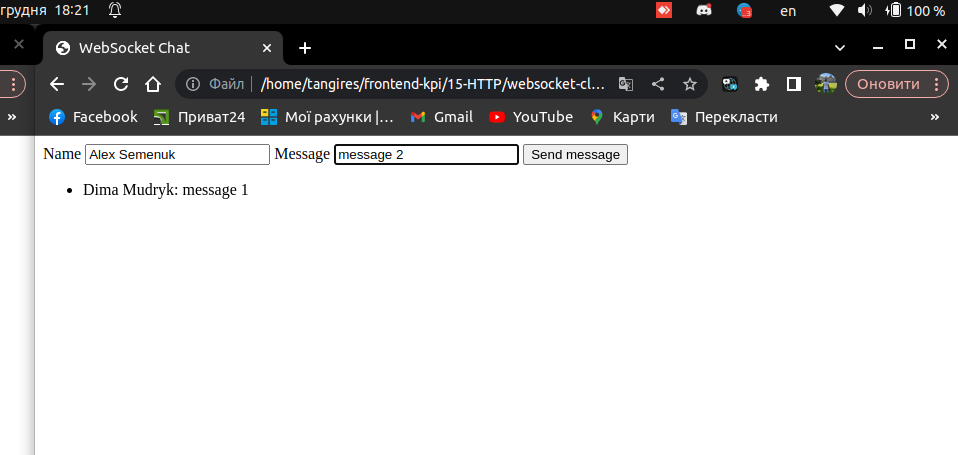 грудня 18:21 en 100 %
WebSocket Chat
Файл /home/tangires/frontend-kpi/15-HTTP/websocket-cl… Оновити
» Facebook Приват24 Мої рахунки |… Gmail YouTube Карти Перекласти »
Name Alex Semenuk Message message 2 Send message
• Dima Mudryk: message 1